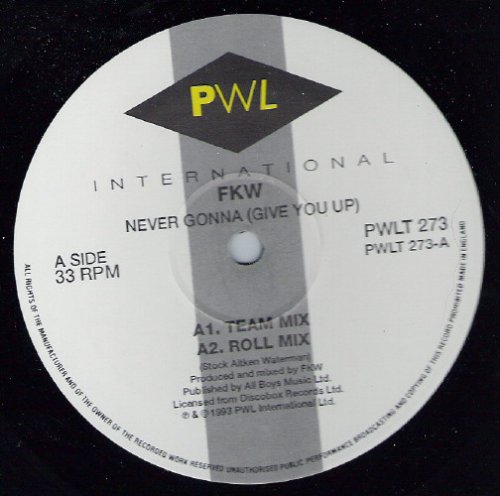 PWL
INTERNATIONAL
FKW
NEVER GONNA (GIVE YOU UP)
A SIDE
33 RPM
PWLT 273
PWLT 273-A
A1. TEAM MIX
A2. ROLL MIX
(Stock Aitken Waterman)
Produced and mixed by FKW
Published by All Boys Music Ltd.
Licensed from Discobox Records Ltd.
℗ & © 1993 PWL International Ltd.
ALL RIGHTS OF THE MANUFACTURER AND OF THE OWNER OF THE RECORDED WORK RESERVED UNAUTHORISED PUBLIC PERFORMANCE BROADCASTING AND COPYING OF THIS RECORD PROHIBITED MADE IN ENGLAND